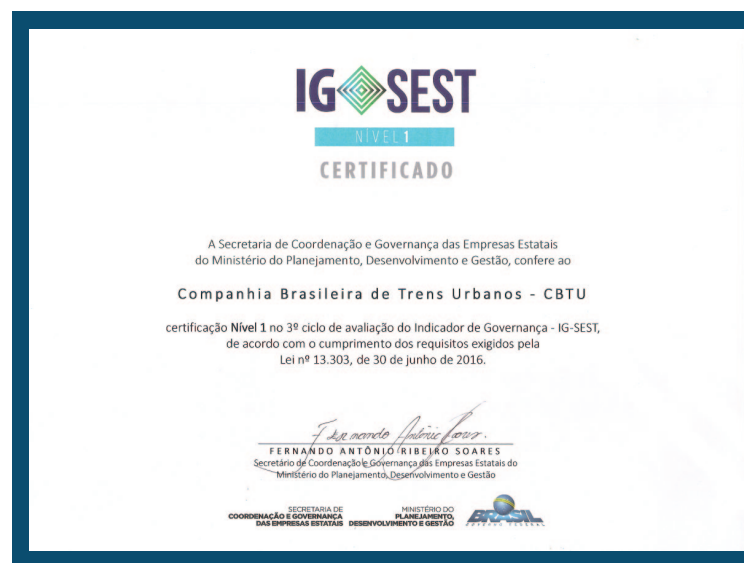 IG SEST
NÍVEL 1
CERTIFICADO
A Secretaria de Coordenação e Governança das Empresas Estatais
do Ministério do Planejamento, Desenvolvimento e Gestão, confere ao
Companhia Brasileira de Trens Urbanos - CBTU
certificação Nível 1 no 3º ciclo de avaliação do Indicador de Governança - IG-SEST,
de acordo com o cumprimento dos requisitos exigidos pela
Lei nº 13.303, de 30 de junho de 2016.
Fernando Antônio
FERNANDO ANTÔNIO RIBEIRO SOARES
Secretário de Coordenação e Governança das Empresas Estatais do
Ministério do Planejamento, Desenvolvimento e Gestão
SECRETARIA DE
COORDENAÇÃO E GOVERNANÇA
DAS EMPRESAS ESTATAIS
MINISTÉRIO DO
PLANEJAMENTO,
DESENVOLVIMENTO E GESTÃO
BRASIL
GOVERNO FEDERAL